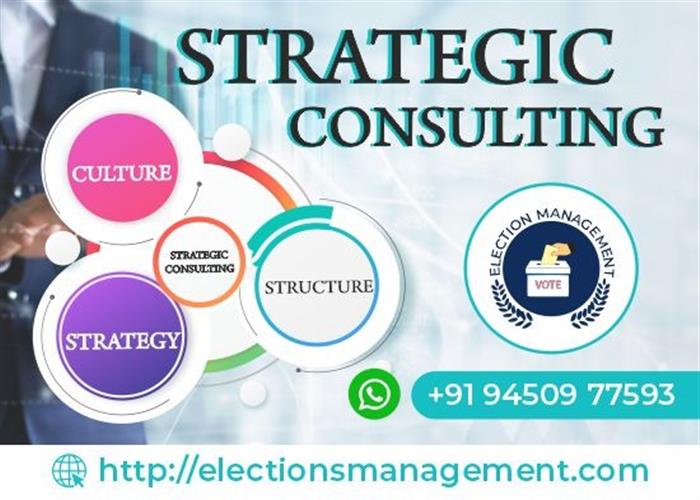 STRATEGIC
CONSULTING
CULTURE
STRATEGIC
CONSULTING
STRUCTURE
STRATEGY
ELECTION MANAGEMENT
VOTE
+91 94509 77593
http://electionsmanagement.com